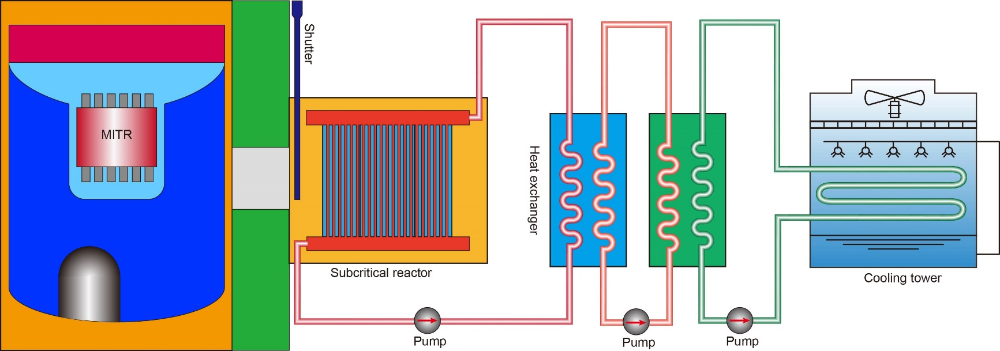 Shutter
MITR
Heat exchanger
Subcritical reactor
Cooling tower
Pump
Pump
Pump